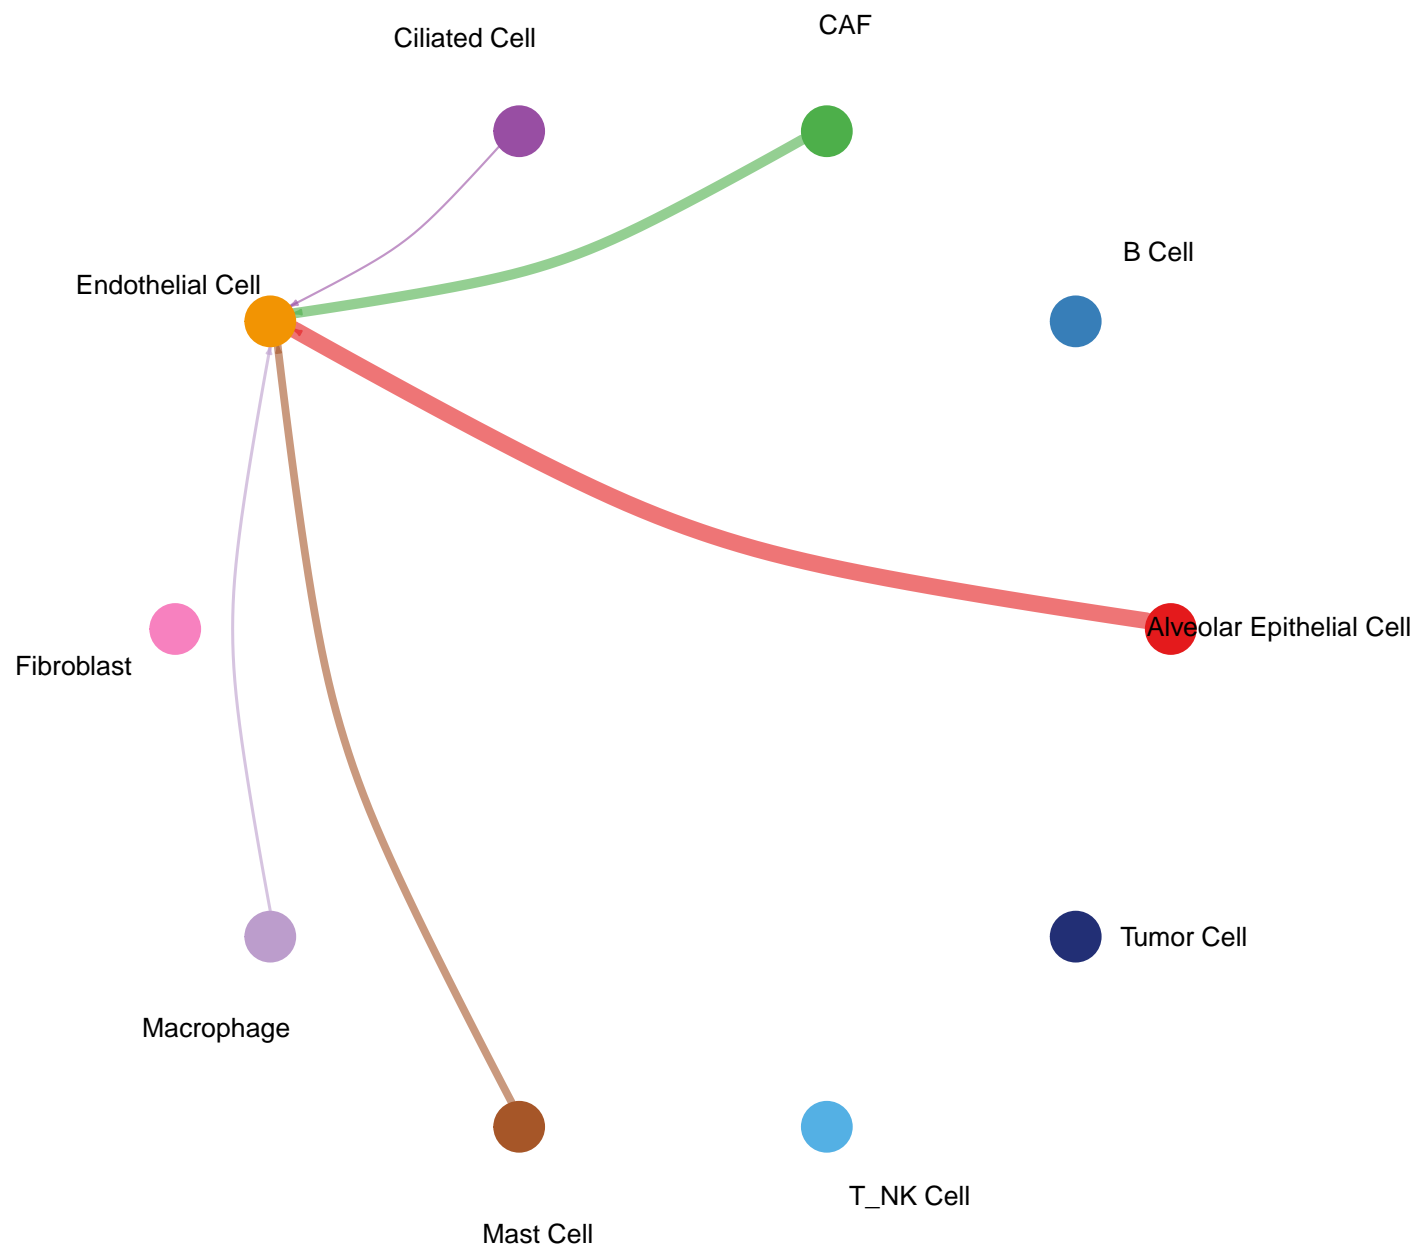 CAF
Ciliated Cell
B Cell
Endothelial Cell
Alveolar Epithelial Cell
Fibroblast
Tumor Cell
Macrophage
T_NK Cell
Mast Cell